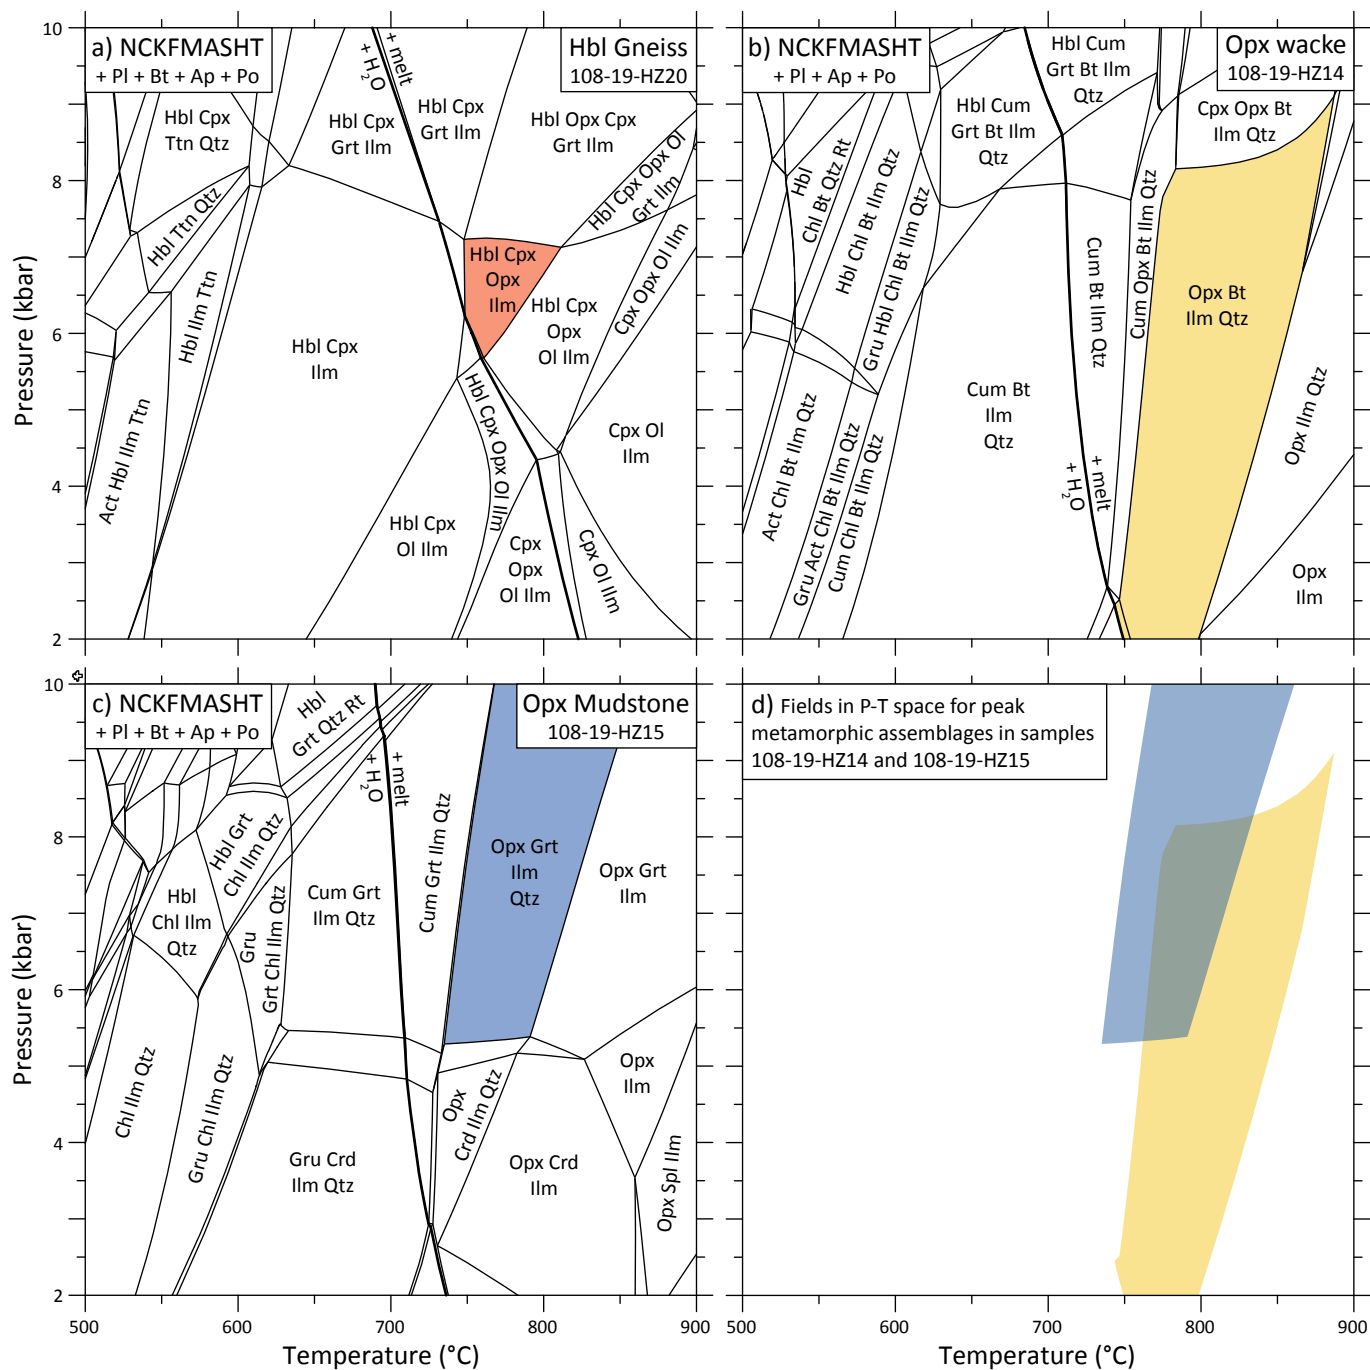 a) NCKFMASHT
+ Pl + Bt + Ap + Po
Hbl Gneiss
108-19-HZ20
+ H2O
+ melt
Hbl Cpx
Ttn Qtz
Hbl Cpx
Grt Ilm
Hbl Cpx
Grt Ilm
Hbl Opx Cpx
Grt Ilm
Hbl Cpx Opx Ol
Grt Ilm
Hbl Ttn Qtz
Hbl Ilm Ttn
Act Hbl Ilm Ttn
Hbl Cpx
Ilm
Hbl Cpx
Opx
Ilm
Hbl Cpx
Opx
Ol Ilm
Cpx Opx Ol Ilm
Hbl Cpx Opx Ol Ilm
Cpx Ol
Ilm
Hbl Cpx
Ol Ilm
Cpx
Opx
Ol Ilm
Cpx Ol Ilm
Pressure (kbar)
10
8
6
4
2
b) NCKFMASHT
+ Pl + Ap + Po
Opx wacke
108-19-HZ14
Hbl Cum
Grt Bt Ilm
Qtz
Hbl Cum
Grt Bt Ilm
Qtz
Cpx Opx Bt
Ilm Qtz
Hbl
Chl Bt Qtz Rt
Hbl Chl Bt Ilm Qtz
Gru Hbl Chl Bt Ilm Qtz
Cum Bt Ilm Qtz
Cum Opx Bt Ilm Qtz
Opx Bt
Ilm Qtz
Act Chl Bt Ilm Qtz
Gru Act Chl Bt Ilm Qtz
Cum Chl Bt Ilm Qtz
Cum Bt
Ilm
Qtz
+ H2O
+ melt
Opx Ilm Qtz
Opx
Ilm
c) NCKFMASHT
+ Pl + Bt + Ap + Po
Opx Mudstone
108-19-HZ15
Hbl
Grt Qtz Rt
+ H2O
+ melt
Hbl Grt
Chl Ilm Qtz
Hbl
Chl Ilm
Qtz
Gru
Grt Chl Ilm Qtz
Cum Grt
Ilm Qtz
Cum Grt Ilm Qtz
Opx Grt
Ilm
Qtz
Opx Grt
Ilm
Chl Ilm Qtz
Gru Chl Ilm Qtz
Gru Crd
Ilm Qtz
Opx
Crd Ilm Qtz
Opx Crd
Ilm
Opx
Ilm
Opx Spl Ilm
Pressure (kbar)
10
8
6
4
2
500
600
700
800
900
Temperature (°C)
d) Fields in P-T space for peak
metamorphic assemblages in samples
108-19-HZ14 and 108-19-HZ15
500
600
700
800
900
Temperature (°C)